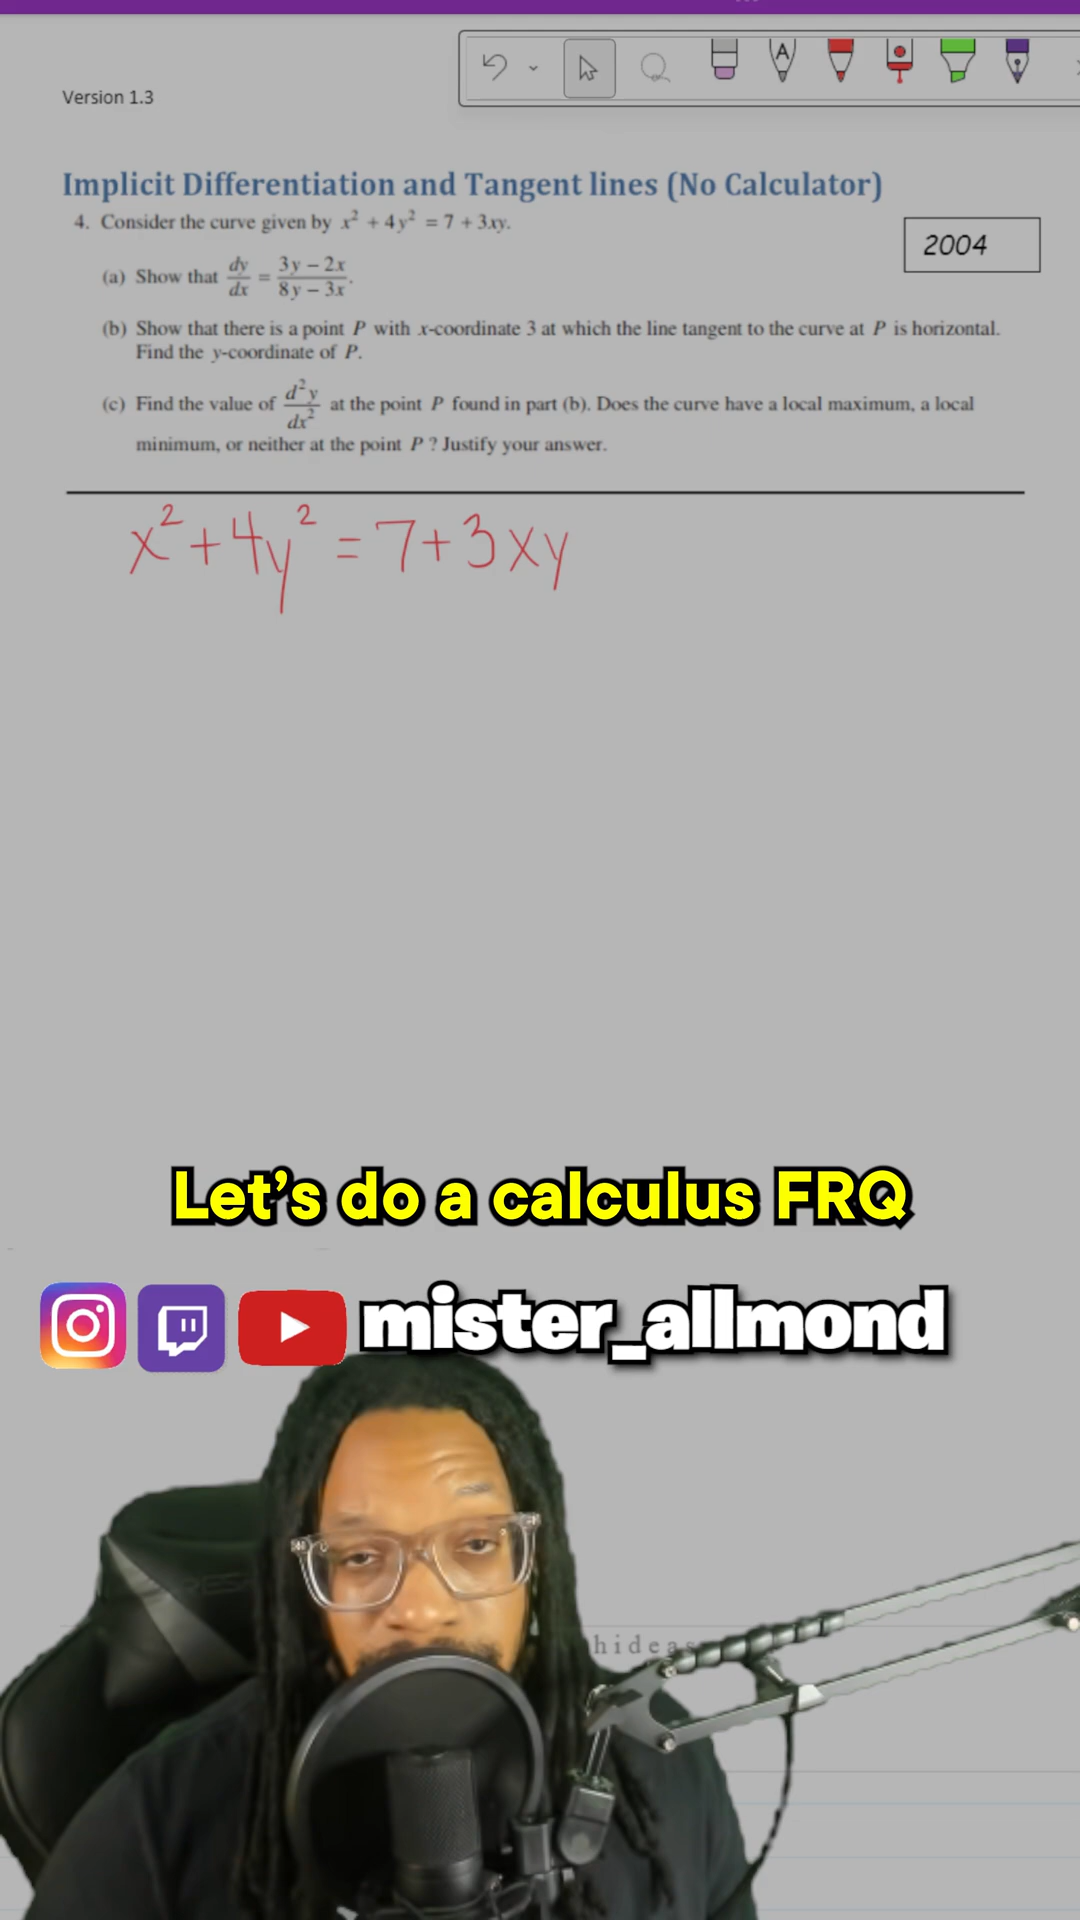 Version 1.3
Implicit Differentiation and Tangent lines (No Calculator)
4. Consider the curve given by x² + 4y² = 7 + 3xy.
2004
(a) Show that dy/dx = (3y − 2x)/(8y − 3x).
(b) Show that there is a point P with x-coordinate 3 at which the line tangent to the curve at P is horizontal.
Find the y-coordinate of P.
(c) Find the value of d²y/dx² at the point P found in part (b). Does the curve have a local maximum, a local
minimum, or neither at the point P? Justify your answer.
x² + 4y² = 7 + 3xy
Let's do a calculus FRQ
mister_allmond